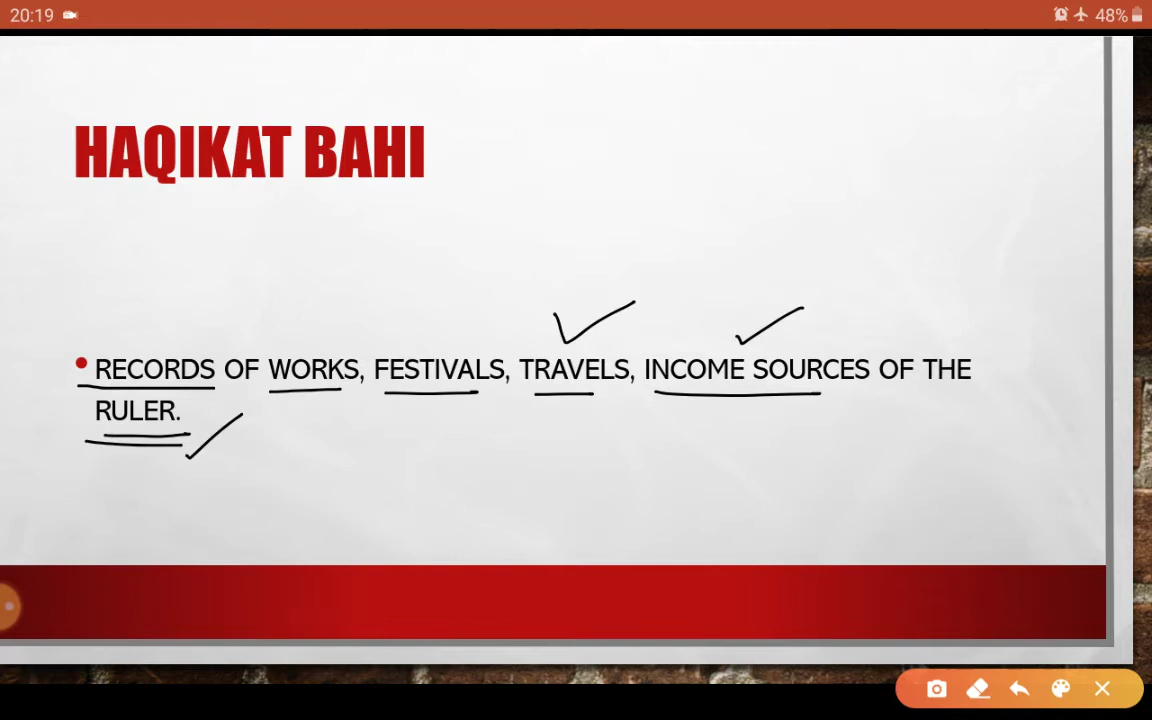 20:19
48%
HAQIKAT BAHI
• RECORDS OF WORKS, FESTIVALS, TRAVELS, INCOME SOURCES OF THE
RULER.